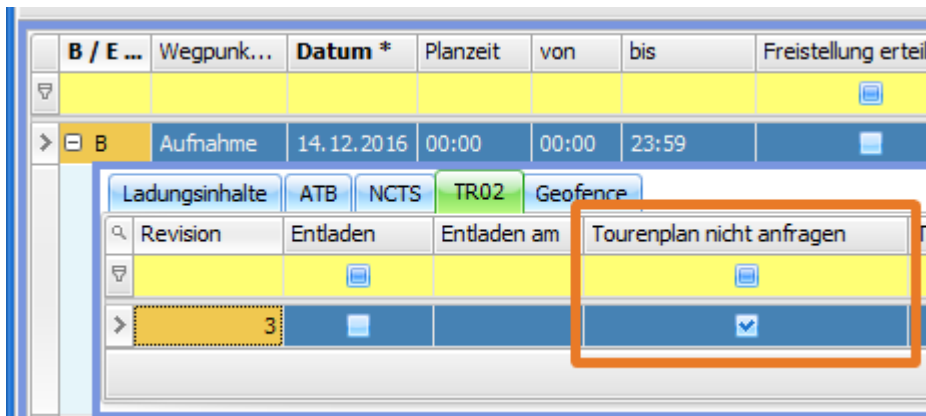 B / E ... Wegpunk... Datum * Planzeit von bis Freistellung erteil
B Aufnahme 14.12.2016 00:00 00:00 23:59
Ladungsinhalte ATB NCTS TR02 Geofence
Revision Entladen Entladen am Tourenplan nicht anfragen T
3